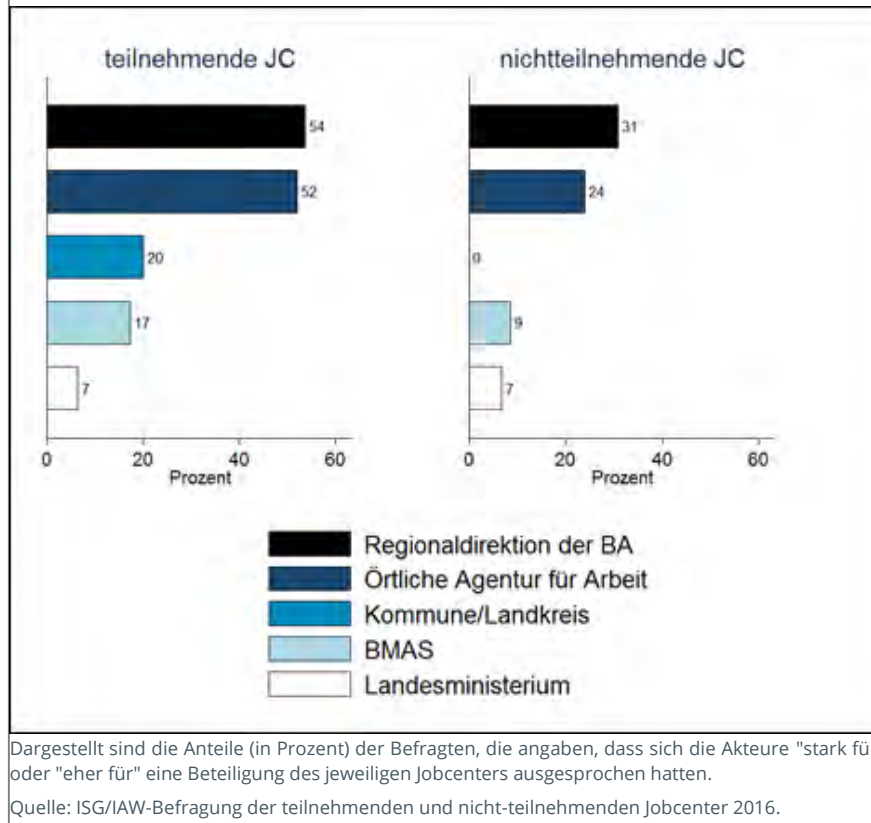 teilnehmende JC
54
52
20
17
7
0 20 40 60
Prozent
nichtteilnehmende JC
31
24
0
9
7
0 20 40 60
Prozent
Regionaldirektion der BA
Örtliche Agentur für Arbeit
Kommune/Landkreis
BMAS
Landesministerium
Dargestellt sind die Anteile (in Prozent) der Befragten, die angaben, dass sich die Akteure "stark fü
oder "eher für" eine Beteiligung des jeweiligen Jobcenters ausgesprochen hatten.
Quelle: ISG/IAW-Befragung der teilnehmenden und nicht-teilnehmenden Jobcenter 2016.